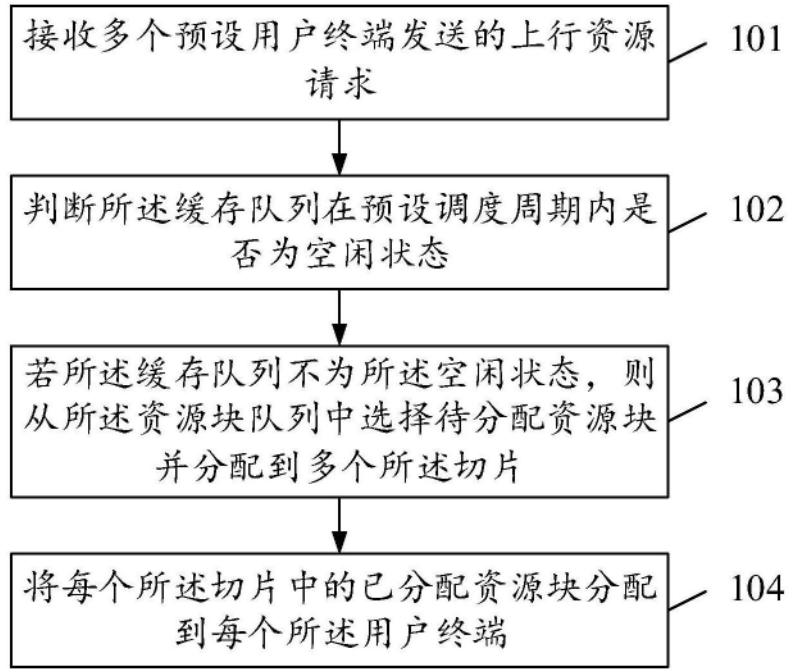 接收多个预设用户终端发送的上行资源
请求
101
判断所述缓存队列在预设调度周期内是
否为空闲状态
102
若所述缓存队列不为所述空闲状态，则
从所述资源块队列中选择待分配资源块
并分配到多个所述切片
103
将每个所述切片中的已分配资源块分配
到每个所述用户终端
104